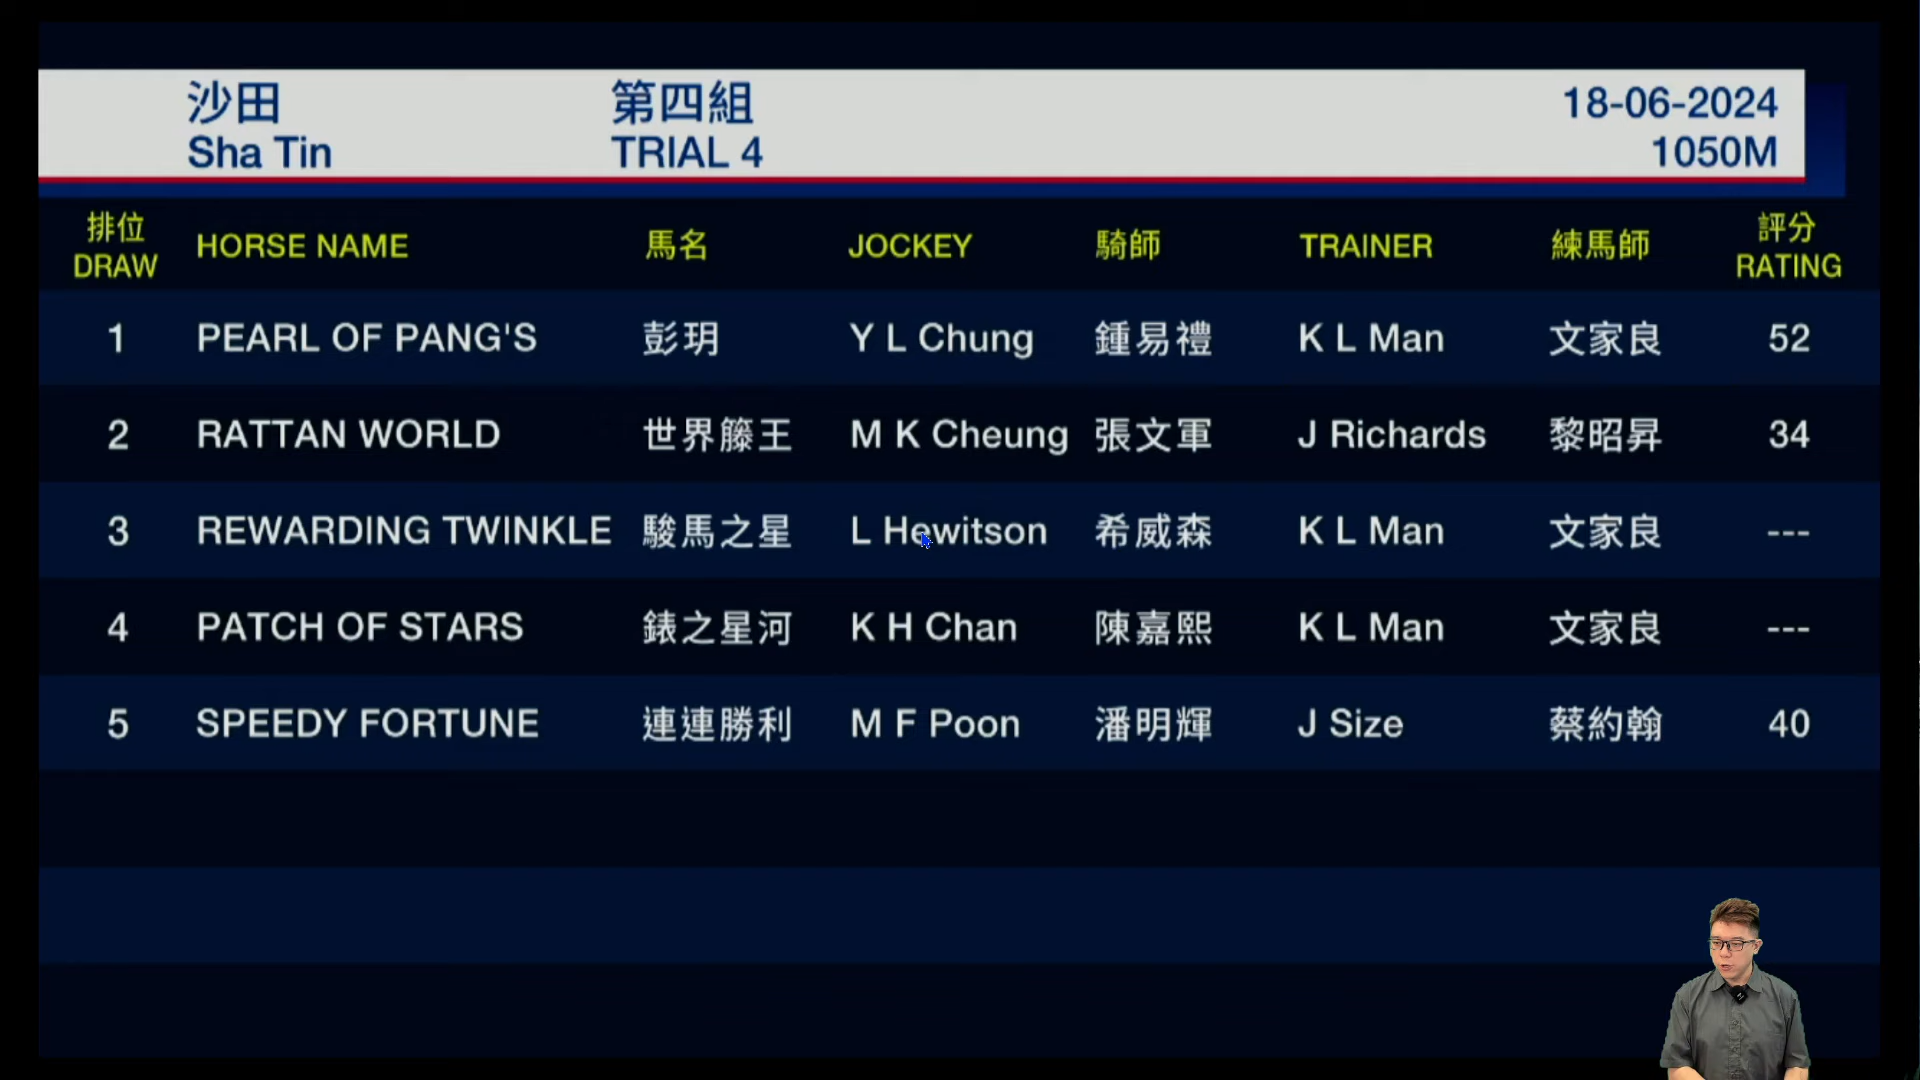 沙田 第四組 18-06-2024
Sha Tin TRIAL 4 1050M
排位 HORSE NAME 馬名 JOCKEY 騎師 TRAINER 練馬師 評分
DRAW RATING
1 PEARL OF PANG'S 彭玥 Y L Chung 鍾易禮 K L Man 文家良 52
2 RATTAN WORLD 世界籐王 M K Cheung 張文軍 J Richards 黎昭昇 34
3 REWARDING TWINKLE 駿馬之星 L Hewitson 希威森 K L Man 文家良 ---
4 PATCH OF STARS 錶之星河 K H Chan 陳嘉熙 K L Man 文家良 ---
5 SPEEDY FORTUNE 連連勝利 M F Poon 潘明輝 J Size 蔡約翰 40